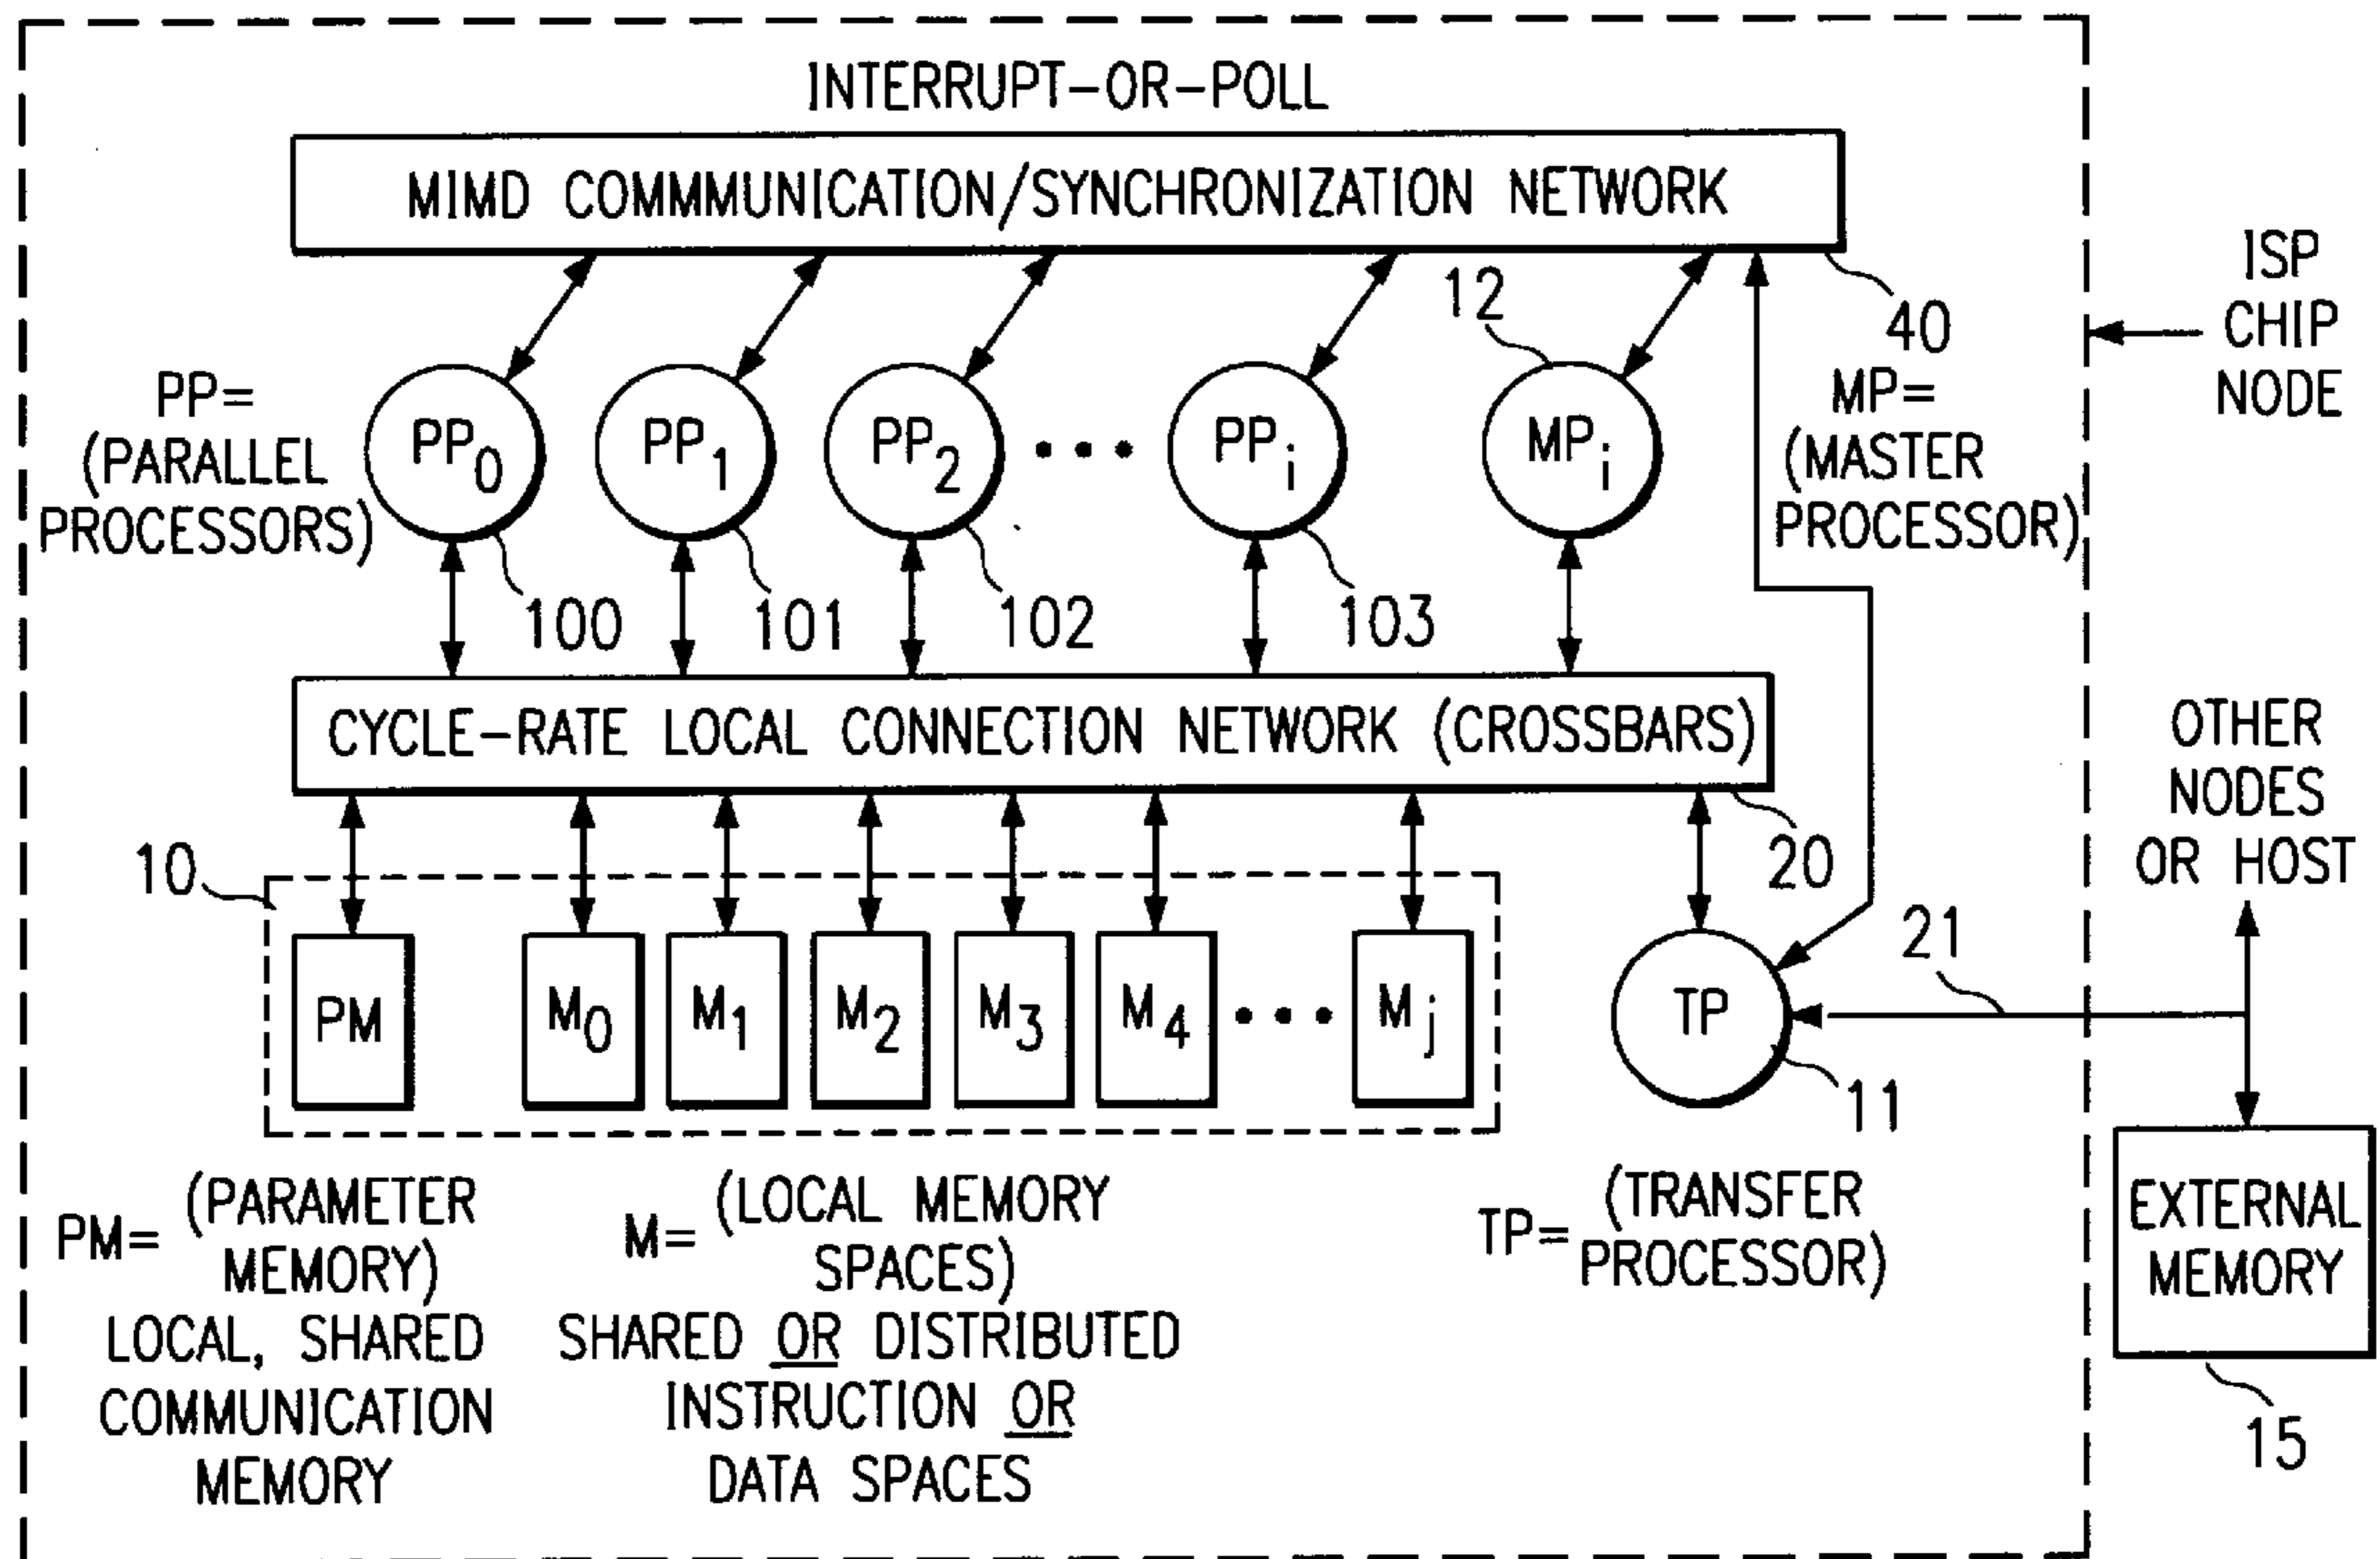 INTERRUPT-OR-POLL
MIMD COMMMUNICATION/SYNCHRONIZATION NETWORK
40
ISP
CHIP
NODE
12
PP=
(PARALLEL
PROCESSORS)
PP0
PP1
PP2
•••
PPi
MPi
MP=
(MASTER
PROCESSOR)
100
101
102
103
CYCLE-RATE LOCAL CONNECTION NETWORK (CROSSBARS)
20
OTHER
NODES
OR HOST
10
21
PM
M0
M1
M2
M3
M4
•••
Mj
TP
11
PM= (PARAMETER
MEMORY)
LOCAL, SHARED
COMMUNICATION
MEMORY
M= (LOCAL MEMORY
SPACES)
SHARED OR DISTRIBUTED
INSTRUCTION OR
DATA SPACES
TP= (TRANSFER
PROCESSOR)
EXTERNAL
MEMORY
15